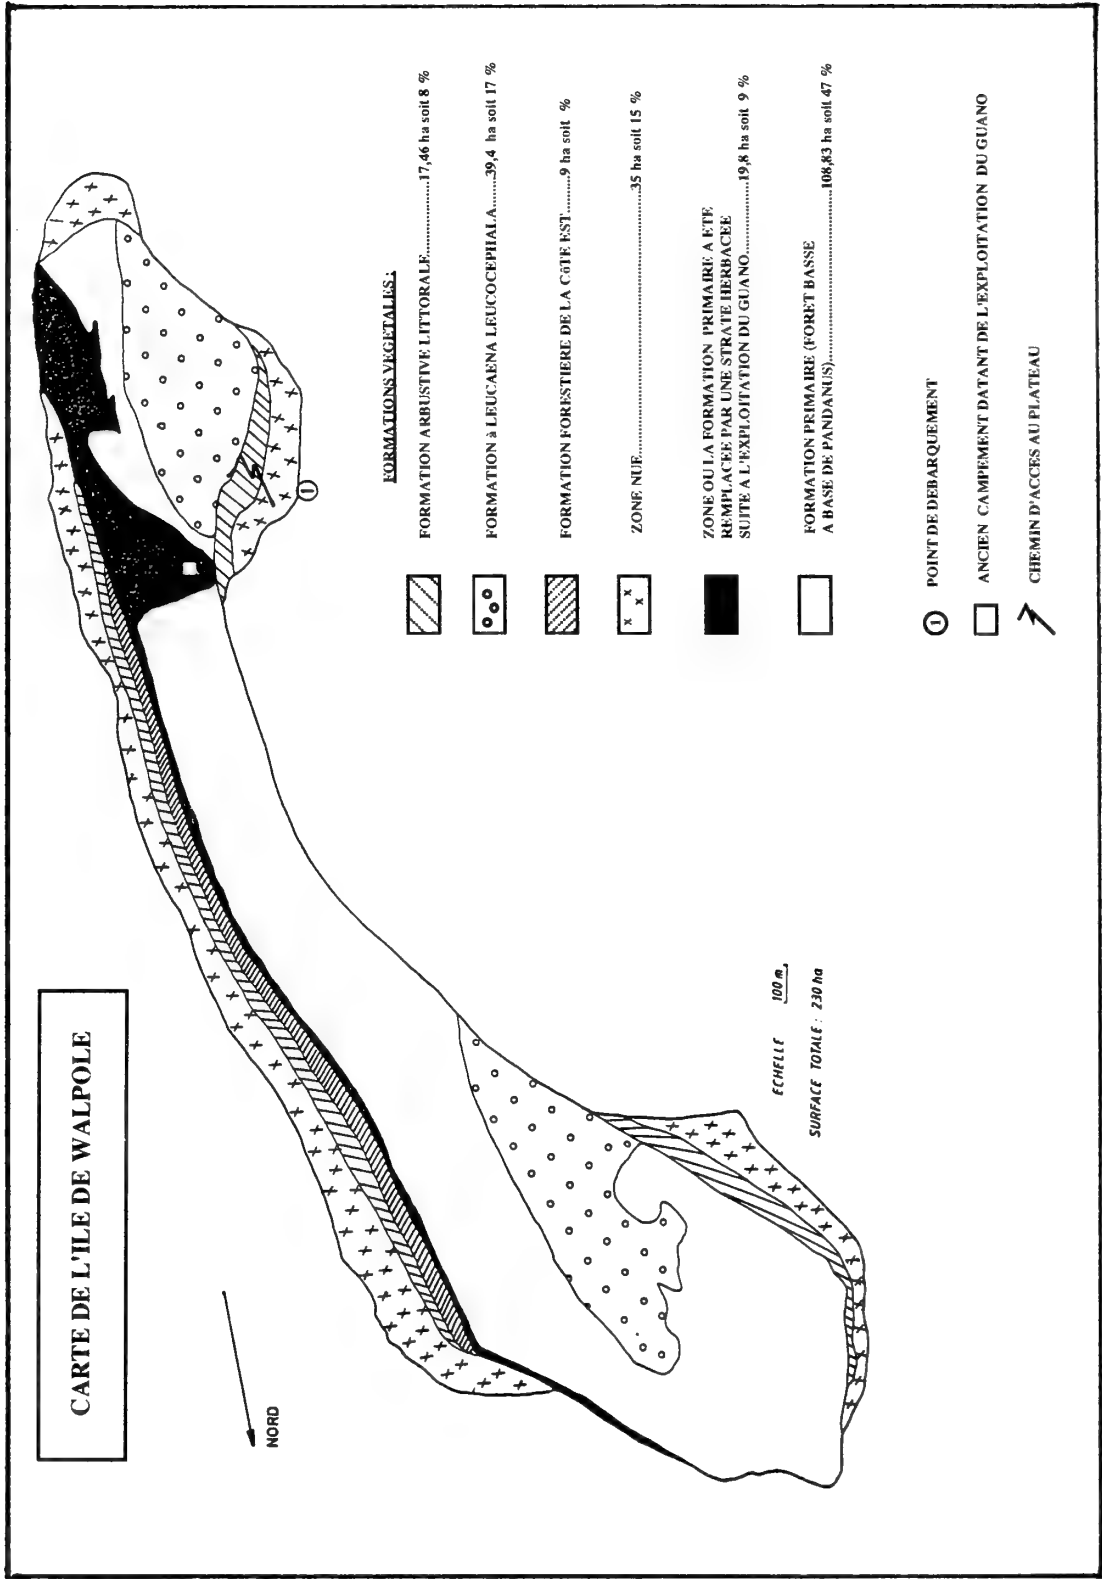 CARTE DE L'ILE DE WALPOLE
NORD
FORMATIONS VEGETALES :
FORMATION ARBUSTIVE LITTORALE....................17,46 ha soit 8 %
FORMATION à LEUCAENA LEUCOCEPHALA........39,4 ha soit 17 %
FORMATION FORESTIERE DE LA CôTE EST.........9 ha soit %
ZONE NUE......................................................35 ha soit 15 %
ZONE OU LA FORMATION PRIMAIRE A ETE
REMPLACEE PAR UNE STRATE HERBACEE
SUITE A L'EXPLOITATION DU GUANO..............19,8 ha soit 9 %
FORMATION PRIMAIRE (FORET BASSE
A BASE DE PANDANUS)...................................108,83 ha soit 47 %
1 POINT DE DEBARQUEMENT
ANCIEN CAMPEMENT DATANT DE L'EXPLOITATION DU GUANO
CHEMIN D'ACCES AU PLATEAU
ECHELLE 100 m.
SURFACE TOTALE : 230 ha
1